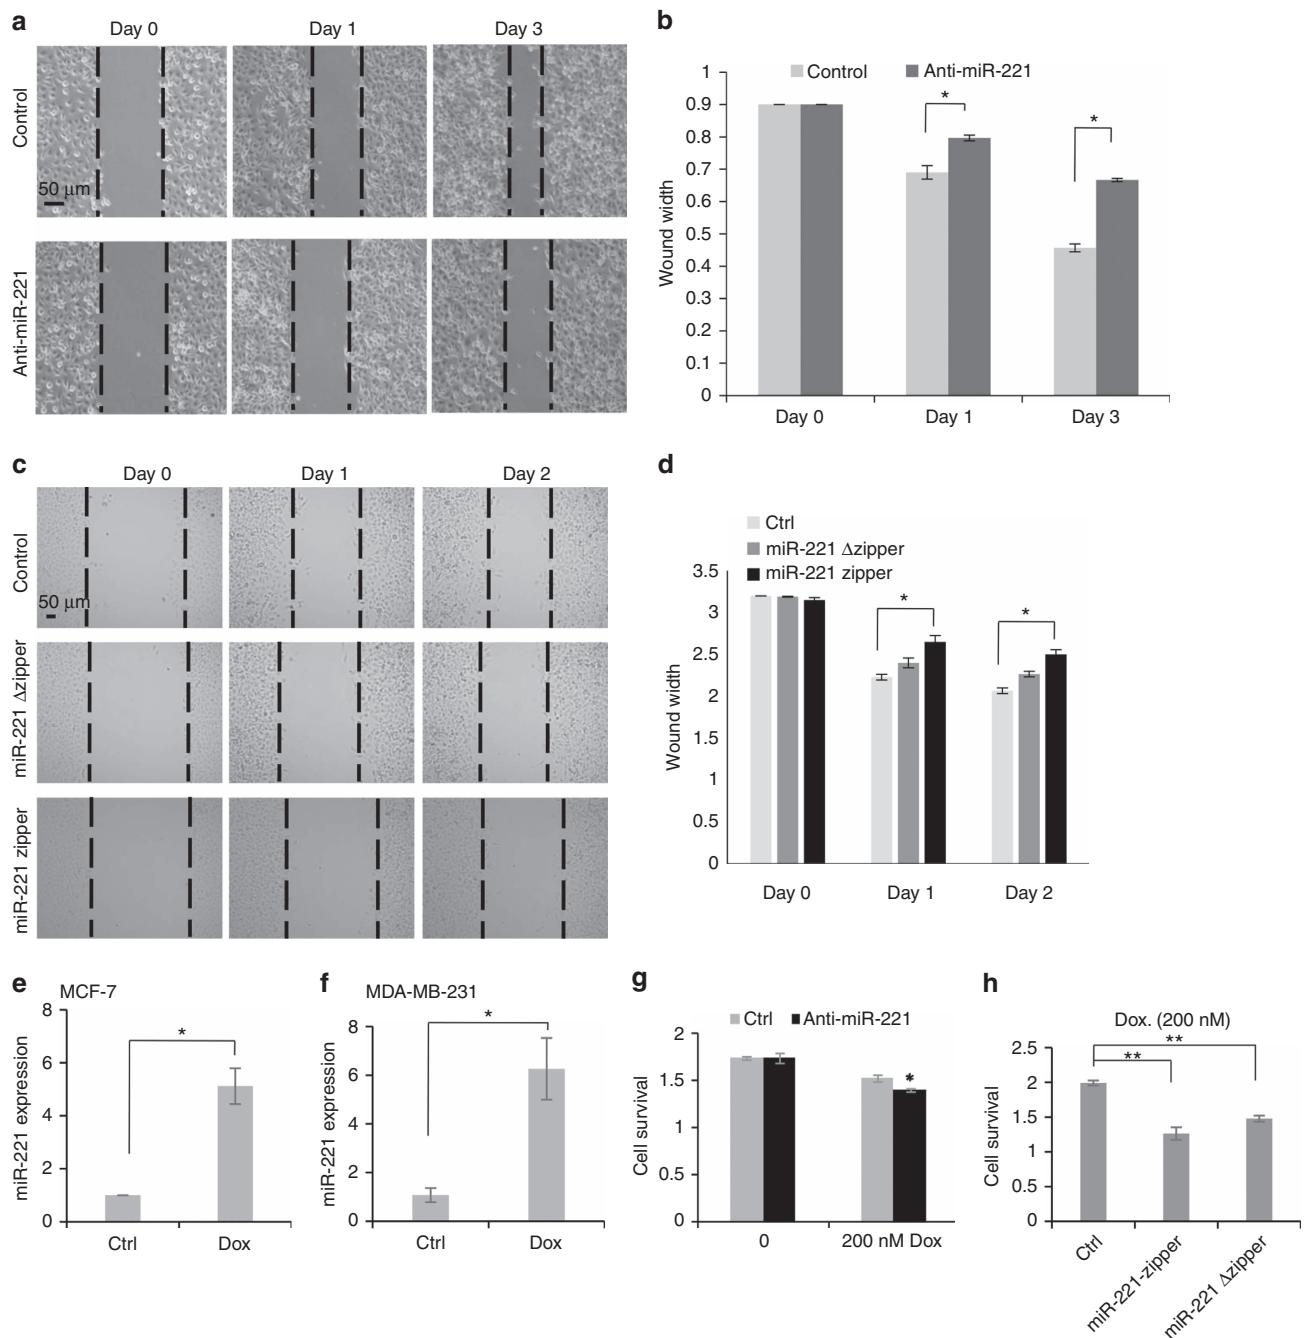 a
Day 0 Day 1 Day 3
Control
50 μm
Anti-miR-221
b
Control Anti-miR-221
Wound width
1
0.9
0.8
0.7
0.6
0.5
0.4
0.3
0.2
0.1
0
* *
Day 0 Day 1 Day 3
c
Day 0 Day 1 Day 2
Control
50 μm
miR-221 Δzipper
miR-221 zipper
d
Ctrl
miR-221 Δzipper
miR-221 zipper
Wound width
3.5
3
2.5
2
1.5
1
0.5
0
* *
Day 0 Day 1 Day 2
e
MCF-7
miR-221 expression
8
6
4
2
0
*
Ctrl Dox
f
MDA-MB-231
miR-221 expression
8
6
4
2
0
*
Ctrl Dox
g
Ctrl Anti-miR-221
Cell survival
2
1.5
1
0.5
0
*
0 200 nM Dox
h
Dox. (200 nM)
Cell survival
2.5
2
1.5
1
0.5
0
**
**
Ctrl
miR-221-zipper
miR-221 Δzipper